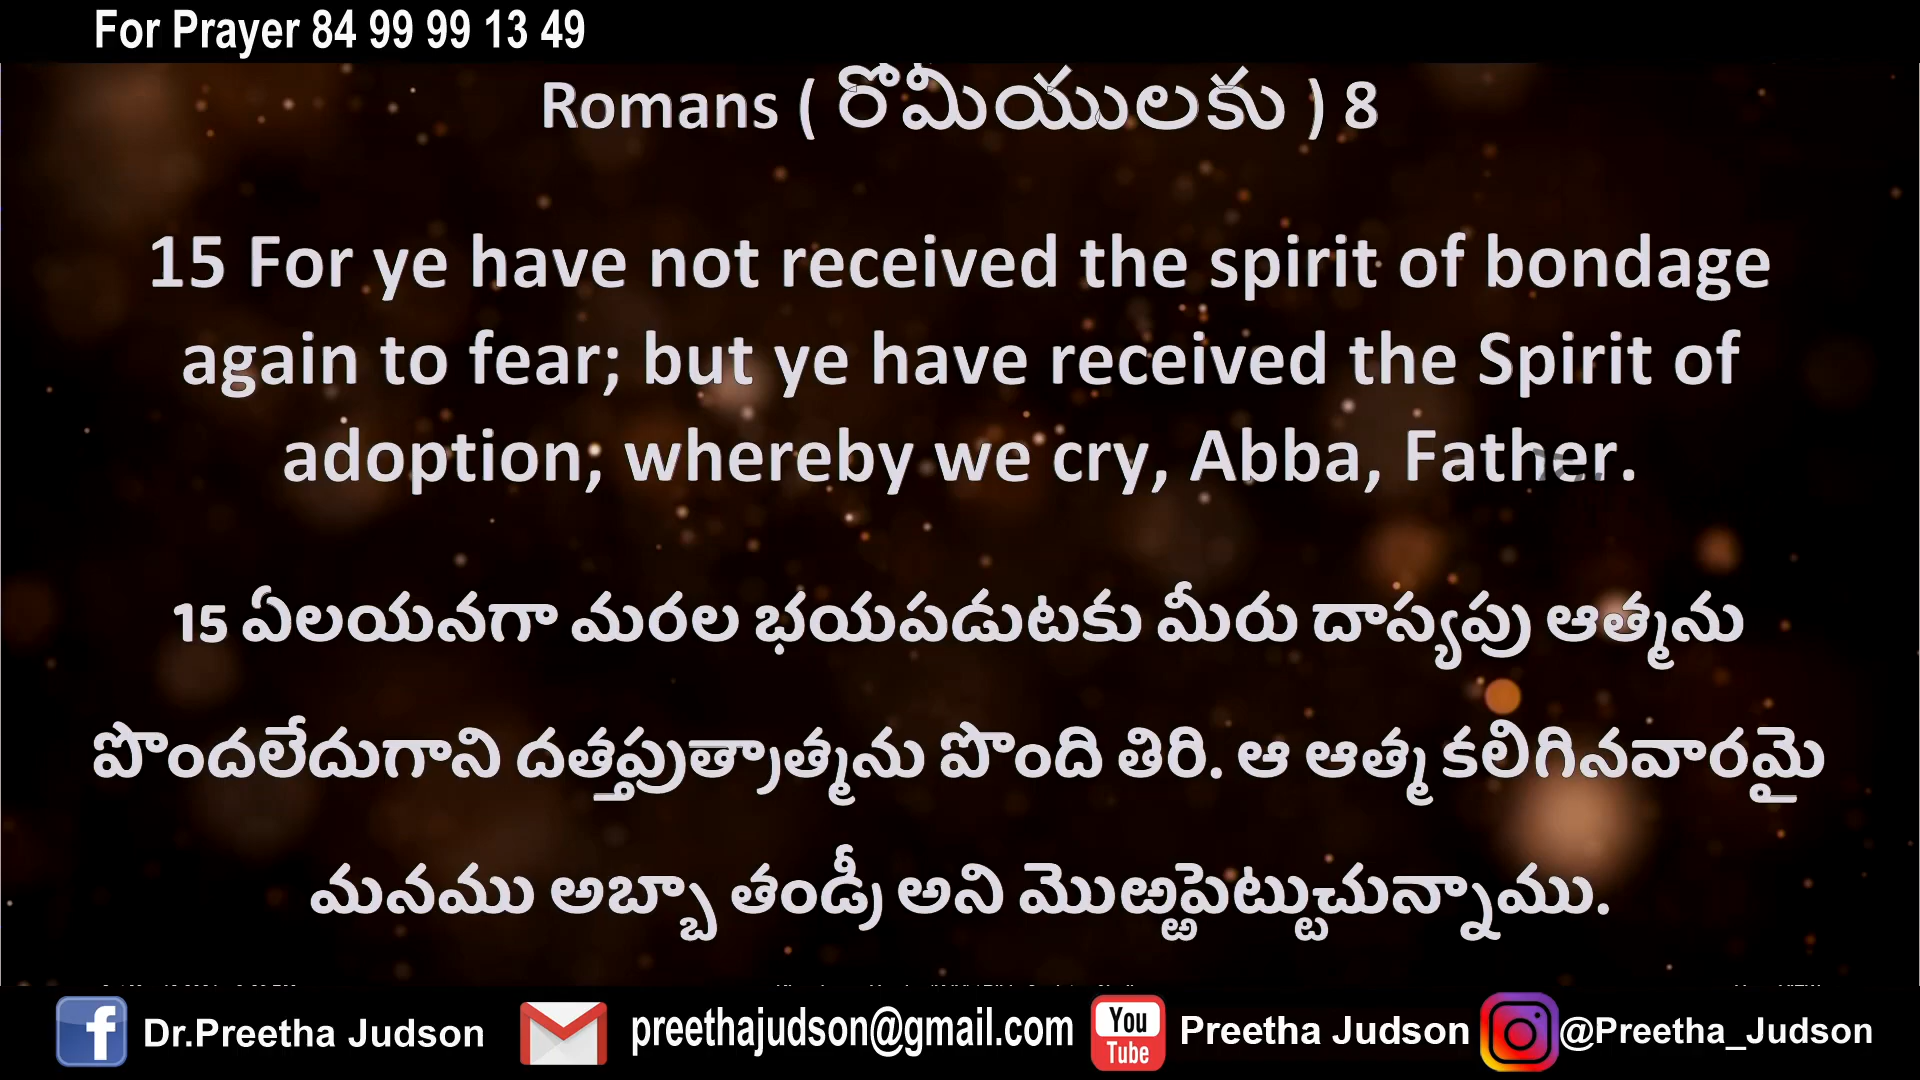 For Prayer 84 99 99 13 49
Romans ( రోమీయులకు ) 8
15 For ye have not received the spirit of bondage
again to fear; but ye have received the Spirit of
adoption; whereby we cry, Abba, Father.
15 ఏలయనగా మరల భయపడుటకు మీరు దాస్యపు ఆత్మను
పొందలేదుగాని దత్తపుత్రాత్మను పొంది తిరి. ఆ ఆత్మ కలిగినవారమై
మనము అబ్బా తండ్రీ అని మొఱ్ఱపెట్టుచున్నాము.
Dr.Preetha Judson preethajudson@gmail.com You Tube Preetha Judson @Preetha_Judson